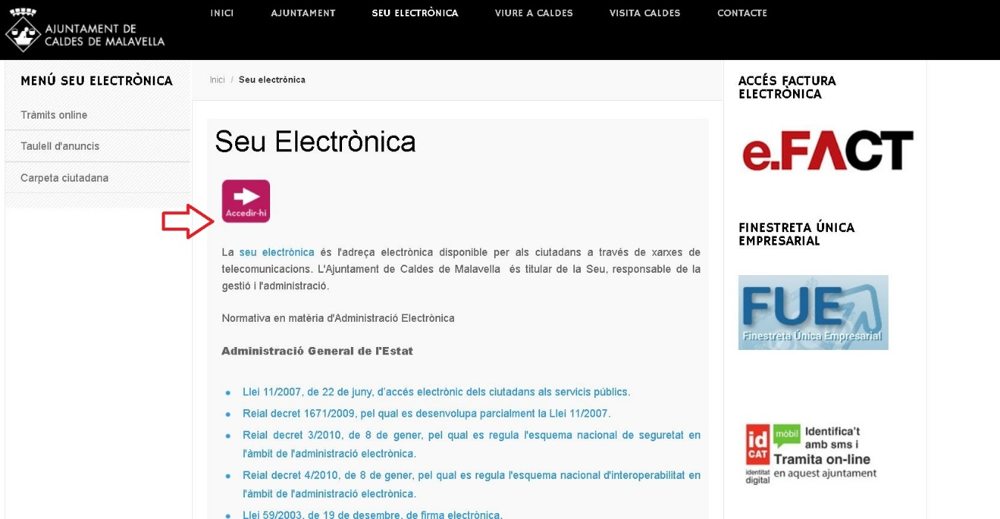 AJUNTAMENT DE
CALDES DE MALAVELLA
INICI
AJUNTAMENT
SEU ELECTRÒNICA
VIURE A CALDES
VISITA CALDES
CONTACTE
MENÚ SEU ELECTRÒNICA
Tràmits online
Taulell d'anuncis
Carpeta ciutadana
Inici / Seu electrònica
Seu Electrònica
Accedir-hi
La seu electrònica és l'adreça electrònica disponible per als ciutadans a través de xarxes de
telecomunicacions. L'Ajuntament de Caldes de Malavella és titular de la Seu, responsable de la
gestió i l'administració.
Normativa en matèria d'Administració Electrònica
Administració General de l'Estat
Llei 11/2007, de 22 de juny, d'accés electrònic dels ciutadans als servicis públics.
Reial decret 1671/2009, pel qual es desenvolupa parcialment la Llei 11/2007.
Reial decret 3/2010, de 8 de gener, pel qual es regula l'esquema nacional de seguretat en
l'àmbit de l'administració electrònica.
Reial decret 4/2010, de 8 de gener, pel qual es regula l'esquema nacional d'interoperabilitat en
l'àmbit de l'administració electrònica.
Llei 59/2003, de 19 de desembre, de firma electrònica.
ACCÉS FACTURA
ELECTRÒNICA
e.FACT
FINESTRETA ÚNICA
EMPRESARIAL
FUE
Finestreta Única Empresarial
idCAT
identitat
digital
mòbil
Identifica't
amb sms i
Tramita on-line
en aquest ajuntament